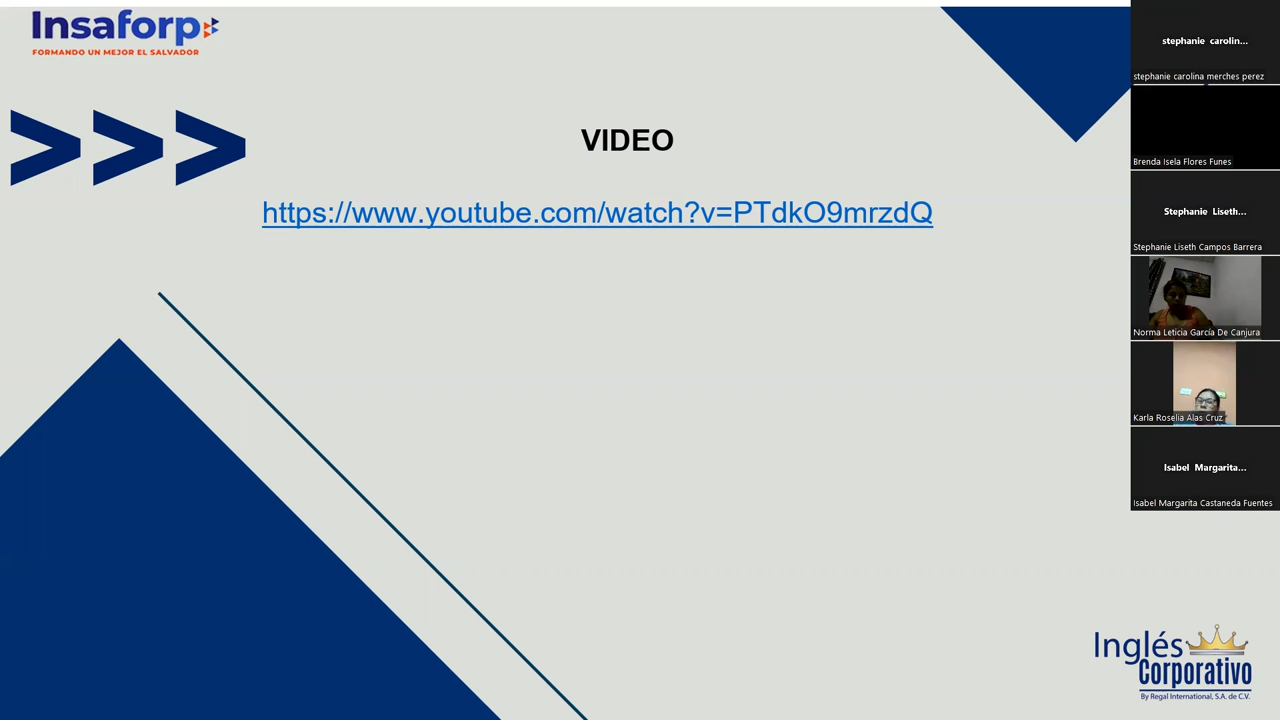 Insaforp
FORMANDO UN MEJOR EL SALVADOR
>>>
VIDEO
https://www.youtube.com/watch?v=PTdkO9mrzdQ
stephanie carolin...
stephanie carolina merches perez
Brenda Isela Flores Funes
Stephanie Liseth...
Stephanie Liseth Campos Barrera
Norma Leticia García De Canjura
Karla Roselia Alas Cruz
Isabel Margarita...
Isabel Margarita Castaneda Fuentes
Inglés
Corporativo
By Regal International, S.A. de C.V.